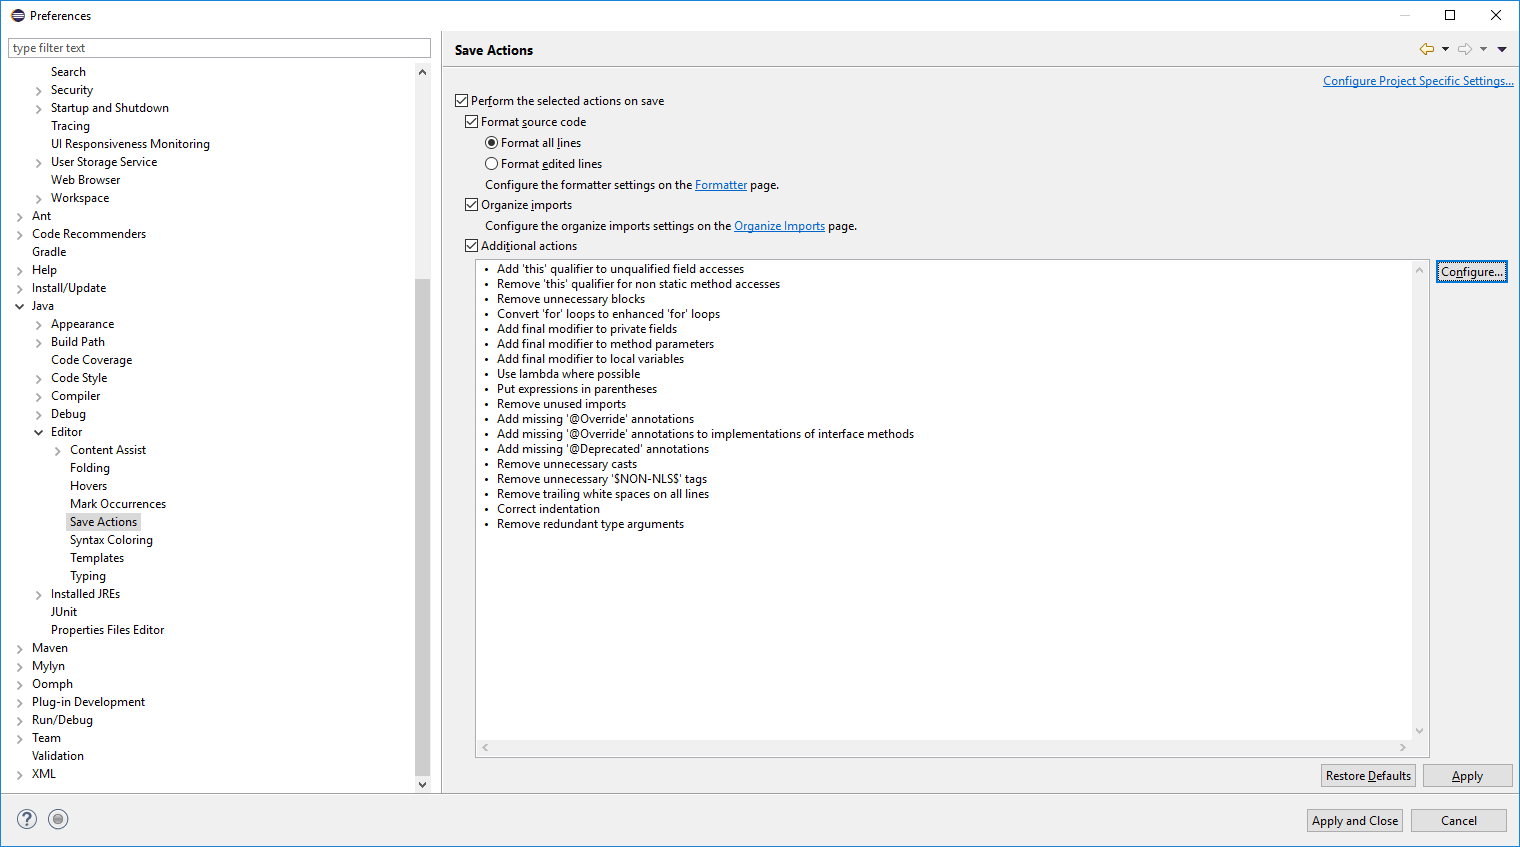 Preferences
type filter text
Search
Security
Startup and Shutdown
Tracing
UI Responsiveness Monitoring
User Storage Service
Web Browser
Workspace
Ant
Code Recommenders
Gradle
Help
Install/Update
Java
Appearance
Build Path
Code Coverage
Code Style
Compiler
Debug
Editor
Content Assist
Folding
Hovers
Mark Occurrences
Save Actions
Syntax Coloring
Templates
Typing
Installed JREs
JUnit
Properties Files Editor
Maven
Mylyn
Oomph
Plug-in Development
Run/Debug
Team
Validation
XML
Save Actions
Configure Project Specific Settings...
Perform the selected actions on save
Format source code
Format all lines
Format edited lines
Configure the formatter settings on the Formatter page.
Organize imports
Configure the organize imports settings on the Organize Imports page.
Additional actions
• Add 'this' qualifier to unqualified field accesses
• Remove 'this' qualifier for non static method accesses
• Remove unnecessary blocks
• Convert 'for' loops to enhanced 'for' loops
• Add final modifier to private fields
• Add final modifier to method parameters
• Add final modifier to local variables
• Use lambda where possible
• Put expressions in parentheses
• Remove unused imports
• Add missing '@Override' annotations
• Add missing '@Override' annotations to implementations of interface methods
• Add missing '@Deprecated' annotations
• Remove unnecessary casts
• Remove unnecessary '$NON-NLS$' tags
• Remove trailing white spaces on all lines
• Correct indentation
• Remove redundant type arguments
Configure...
Restore Defaults
Apply
?
Apply and Close
Cancel